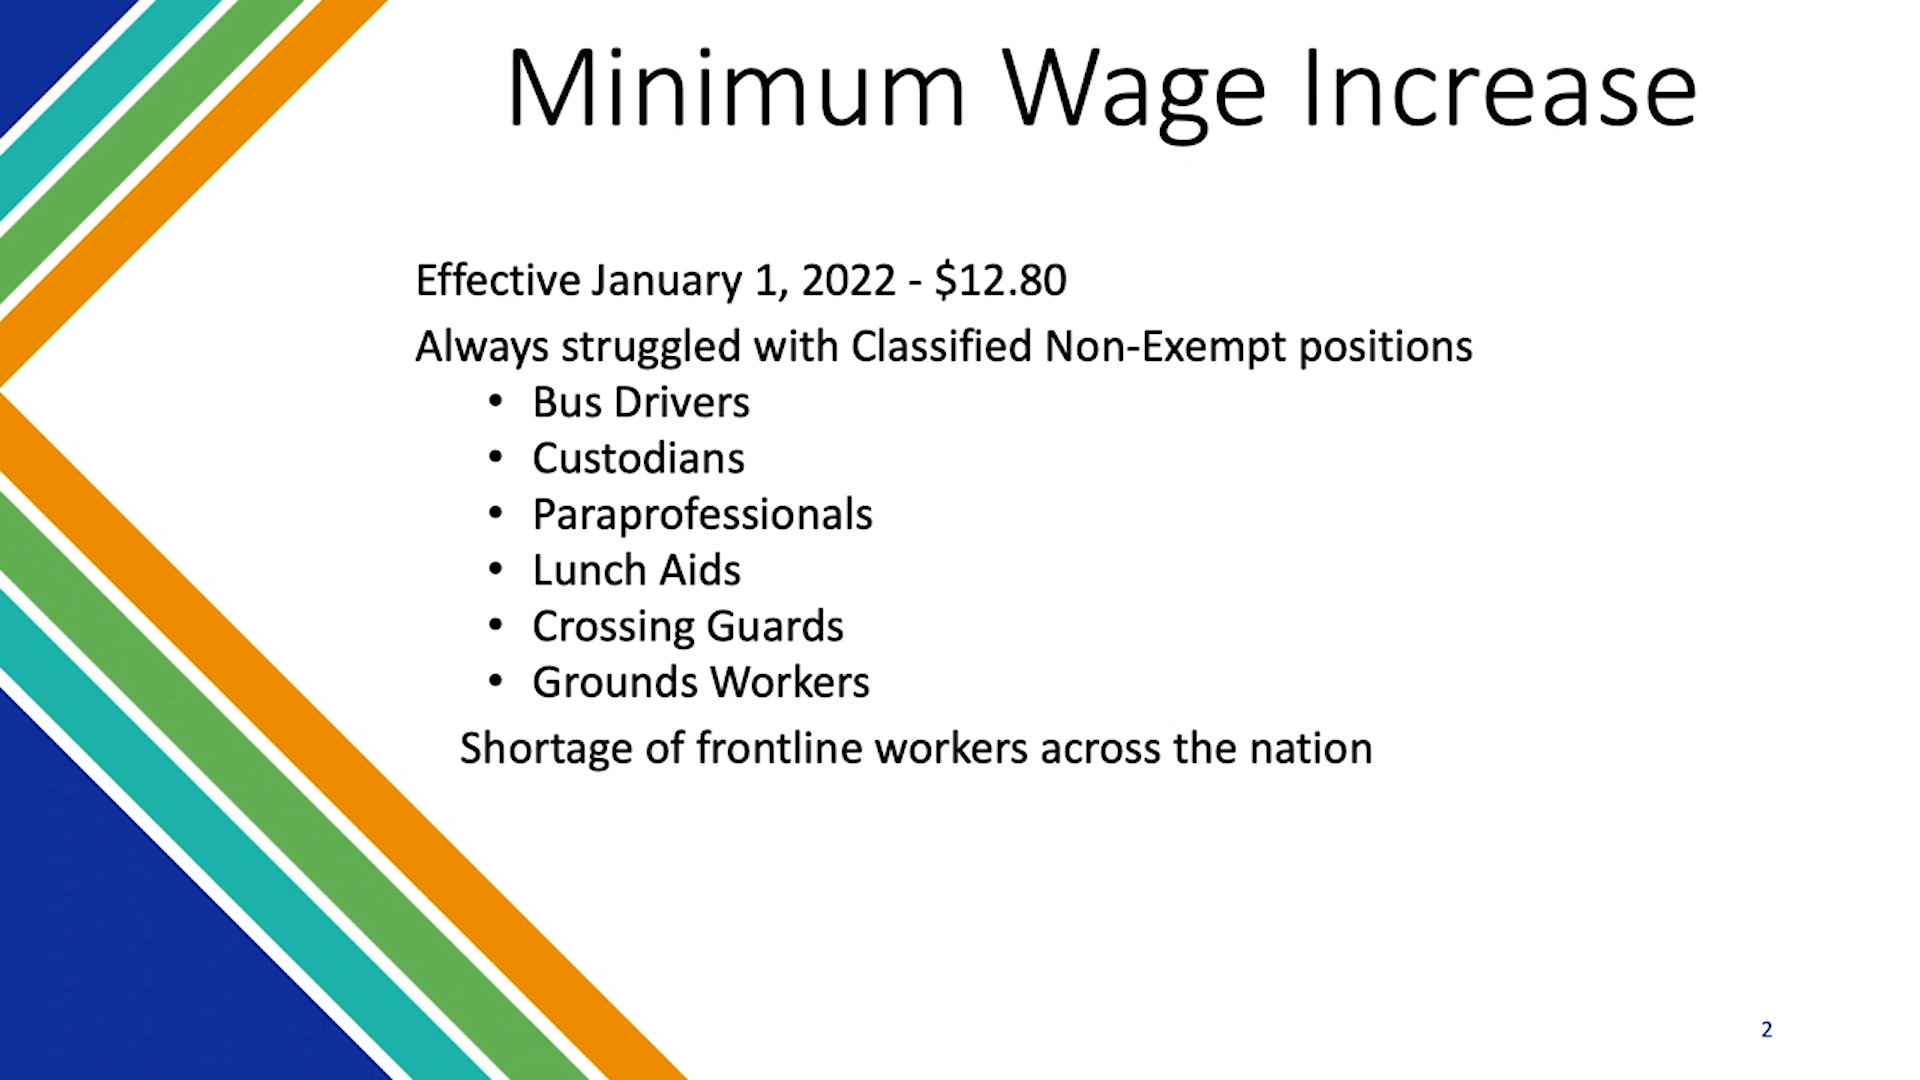 Minimum Wage Increase
Effective January 1, 2022 - $12.80
Always struggled with Classified Non-Exempt positions
• Bus Drivers
• Custodians
• Paraprofessionals
• Lunch Aids
• Crossing Guards
• Grounds Workers
Shortage of frontline workers across the nation
2